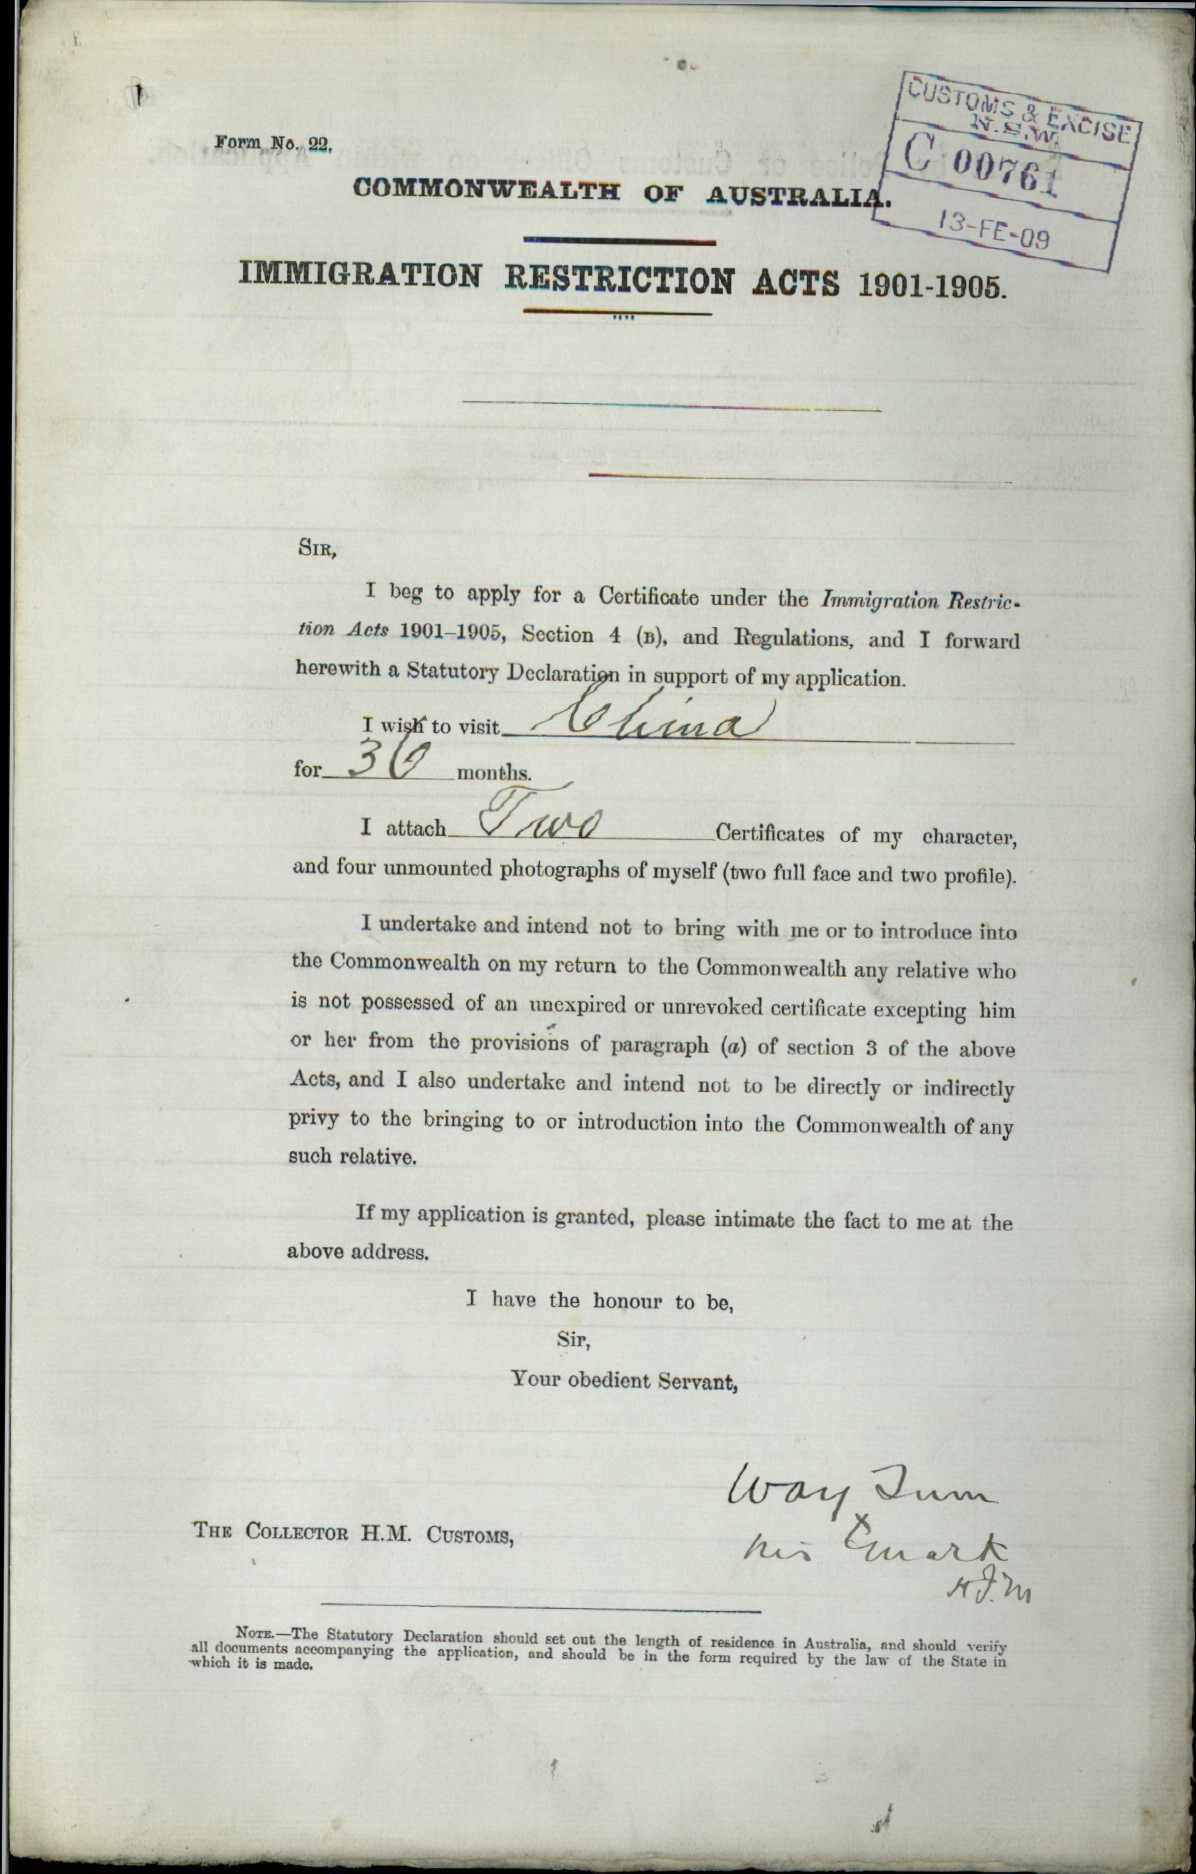 CUSTOMS & EXCISE
N.S.W.
C 00761
13-FE-09
Form No. 22.
COMMONWEALTH OF AUSTRALIA.
IMMIGRATION RESTRICTION ACTS 1901-1905.
SIR,
I beg to apply for a Certificate under the Immigration Restric-
tion Acts 1901-1905, Section 4 (B), and Regulations, and I forward
herewith a Statutory Declaration in support of my application.
I wish to visit China
for 36 months.
I attach Two Certificates of my character,
and four unmounted photographs of myself (two full face and two profile).
I undertake and intend not to bring with me or to introduce into
the Commonwealth on my return to the Commonwealth any relative who
is not possessed of an unexpired or unrevoked certificate excepting him
or her from the provisions of paragraph (a) of section 3 of the above
Acts, and I also undertake and intend not to be directly or indirectly
privy to the bringing to or introduction into the Commonwealth of any
such relative.
If my application is granted, please intimate the fact to me at the
above address.
I have the honour to be,
Sir,
Your obedient Servant,
Way
his x mark
THE COLLECTOR H.M. CUSTOMS,
NOTE.—The Statutory Declaration should set out the length of residence in Australia, and should verify
all documents accompanying the application, and should be in the form required by the law of the State in
which it is made.